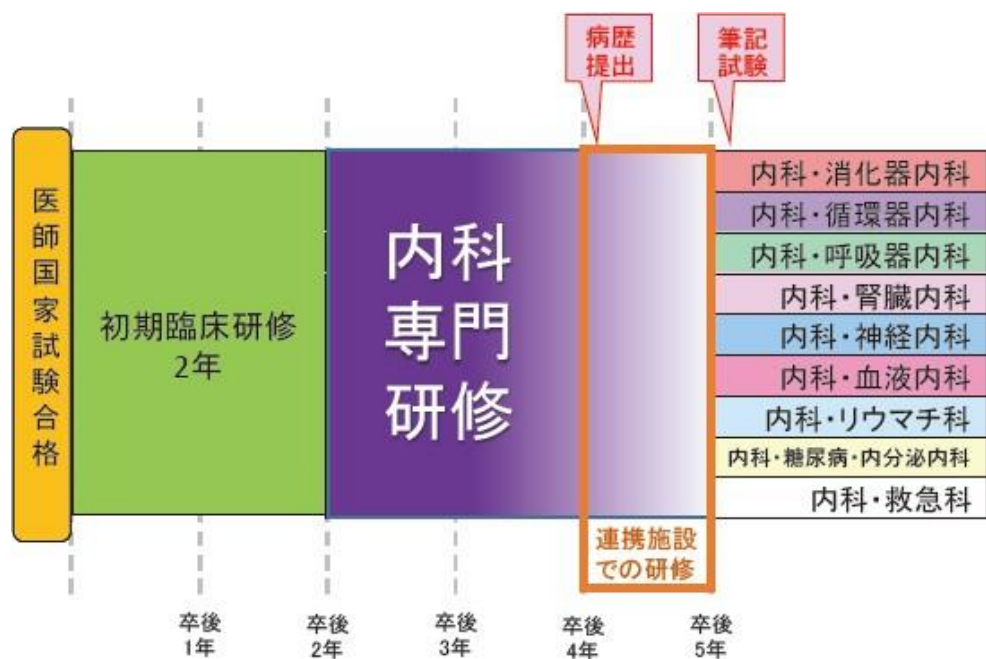 病歴
提出
筆記
試験
医師国家試験合格
初期臨床研修
2年
内科
専門
研修
内科・消化器内科
内科・循環器内科
内科・呼吸器内科
内科・腎臓内科
内科・神経内科
内科・血液内科
内科・リウマチ科
内科・糖尿病・内分泌内科
内科・救急科
連携施設
での研修
卒後
1年
卒後
2年
卒後
3年
卒後
4年
卒後
5年